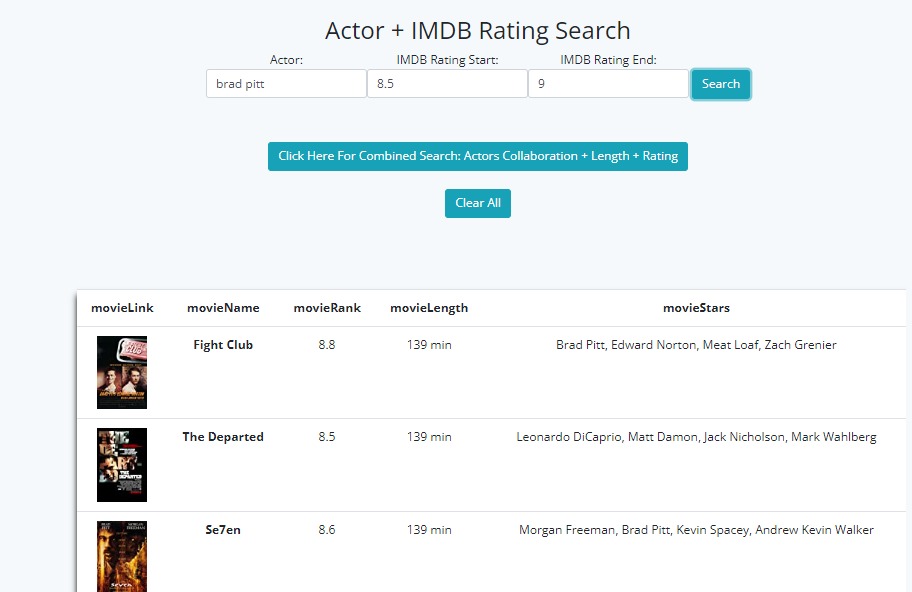 Actor + IMDB Rating Search
Actor: IMDB Rating Start: IMDB Rating End:
brad pitt 8.5 9 Search
Click Here For Combined Search: Actors Collaboration + Length + Rating
Clear All
movieLink movieName movieRank movieLength movieStars
Fight Club 8.8 139 min Brad Pitt, Edward Norton, Meat Loaf, Zach Grenier
The Departed 8.5 139 min Leonardo DiCaprio, Matt Damon, Jack Nicholson, Mark Wahlberg
Se7en 8.6 139 min Morgan Freeman, Brad Pitt, Kevin Spacey, Andrew Kevin Walker